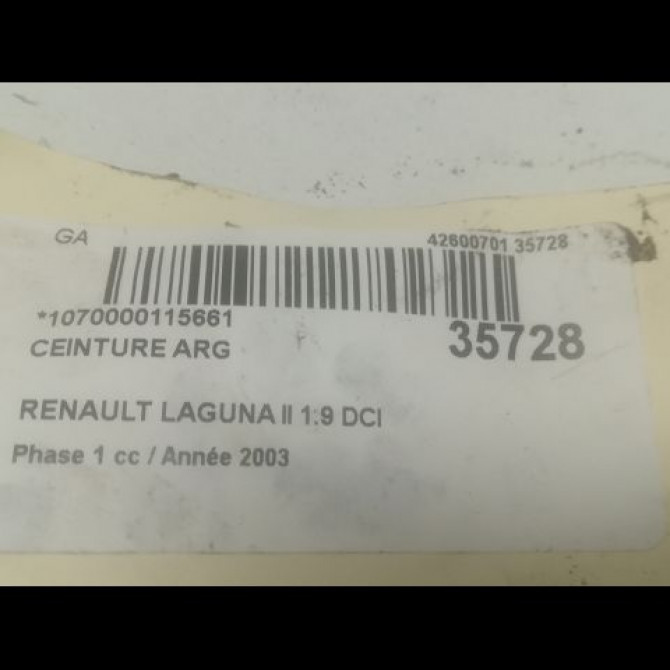 GA 42600701 35728
*1070000115661
CEINTURE ARG 35728
RENAULT LAGUNA II 1:9 DCI
Phase 1 cc / Année 2003